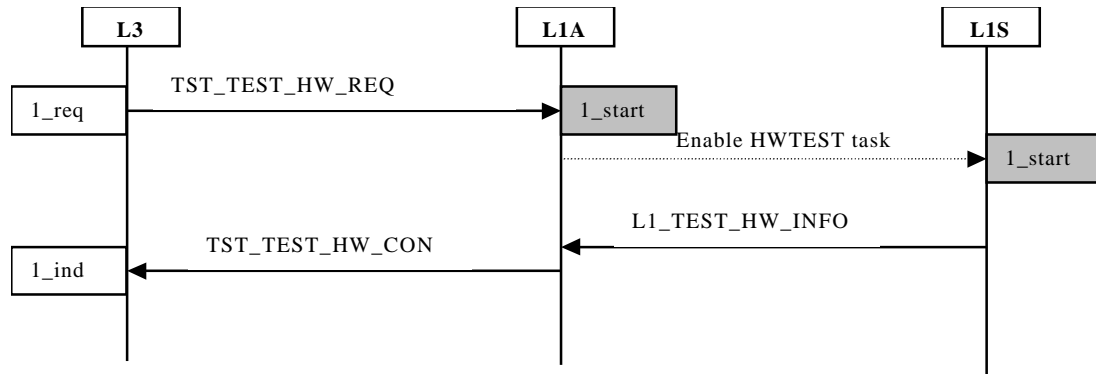 L3
L1A
L1S
TST_TEST_HW_REQ
1_req
1_start
Enable HWTEST task
1_start
L1_TEST_HW_INFO
TST_TEST_HW_CON
1_ind